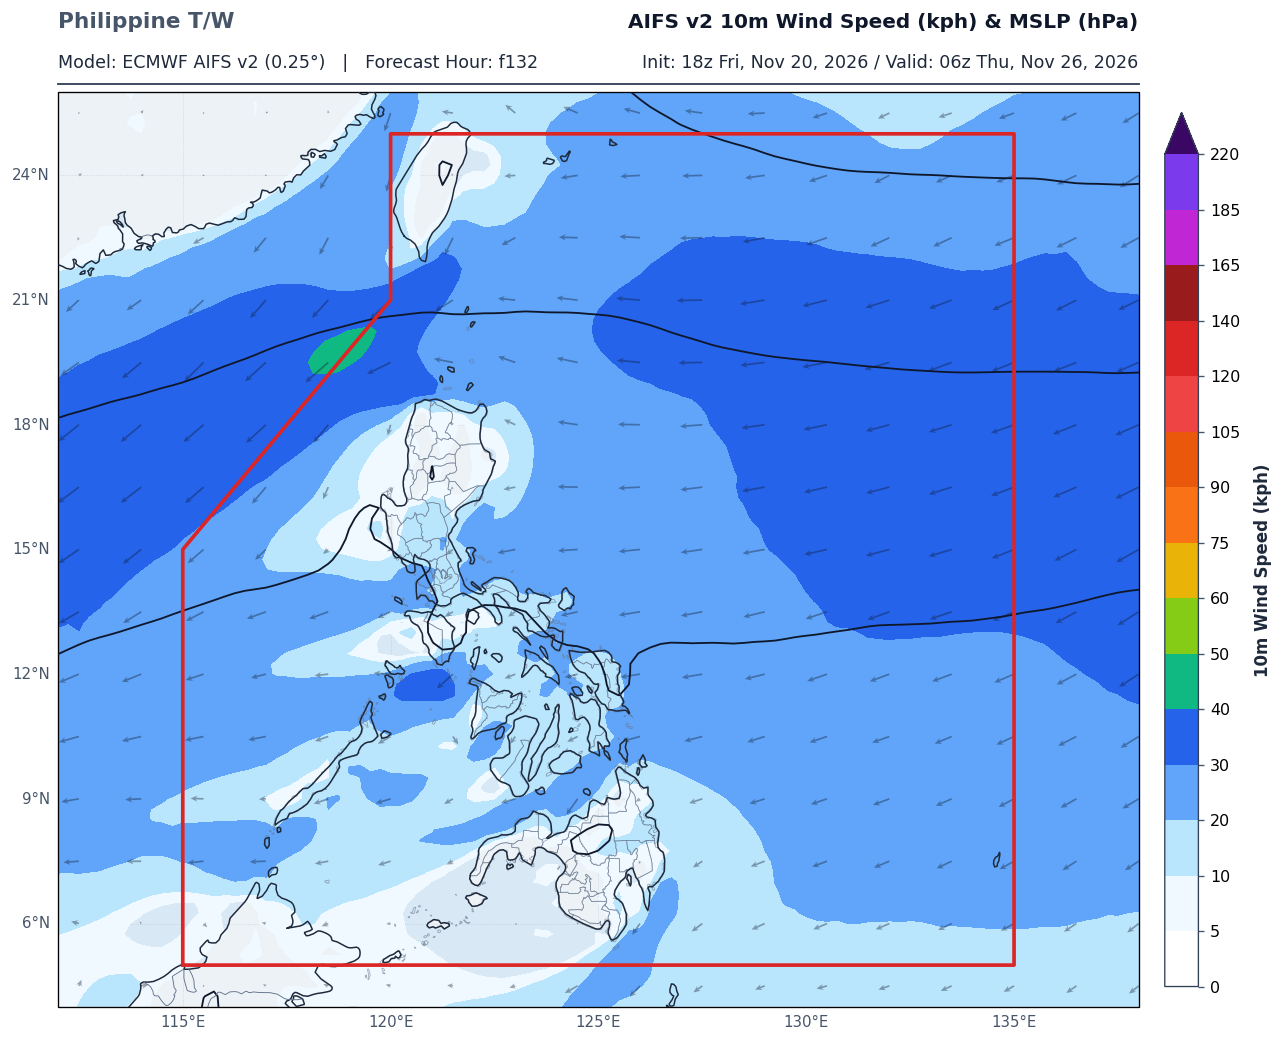 Philippine T/W
AIFS v2 10m Wind Speed (kph) & MSLP (hPa)
Model: ECMWF AIFS v2 (0.25°) | Forecast Hour: f132
Init: 18z Fri, Nov 20, 2026 / Valid: 06z Thu, Nov 26, 2026
24°N
21°N
18°N
15°N
12°N
9°N
6°N
115°E
120°E
125°E
130°E
135°E
220
185
165
140
120
105
90
75
60
50
40
30
20
10
5
0
10m Wind Speed (kph)